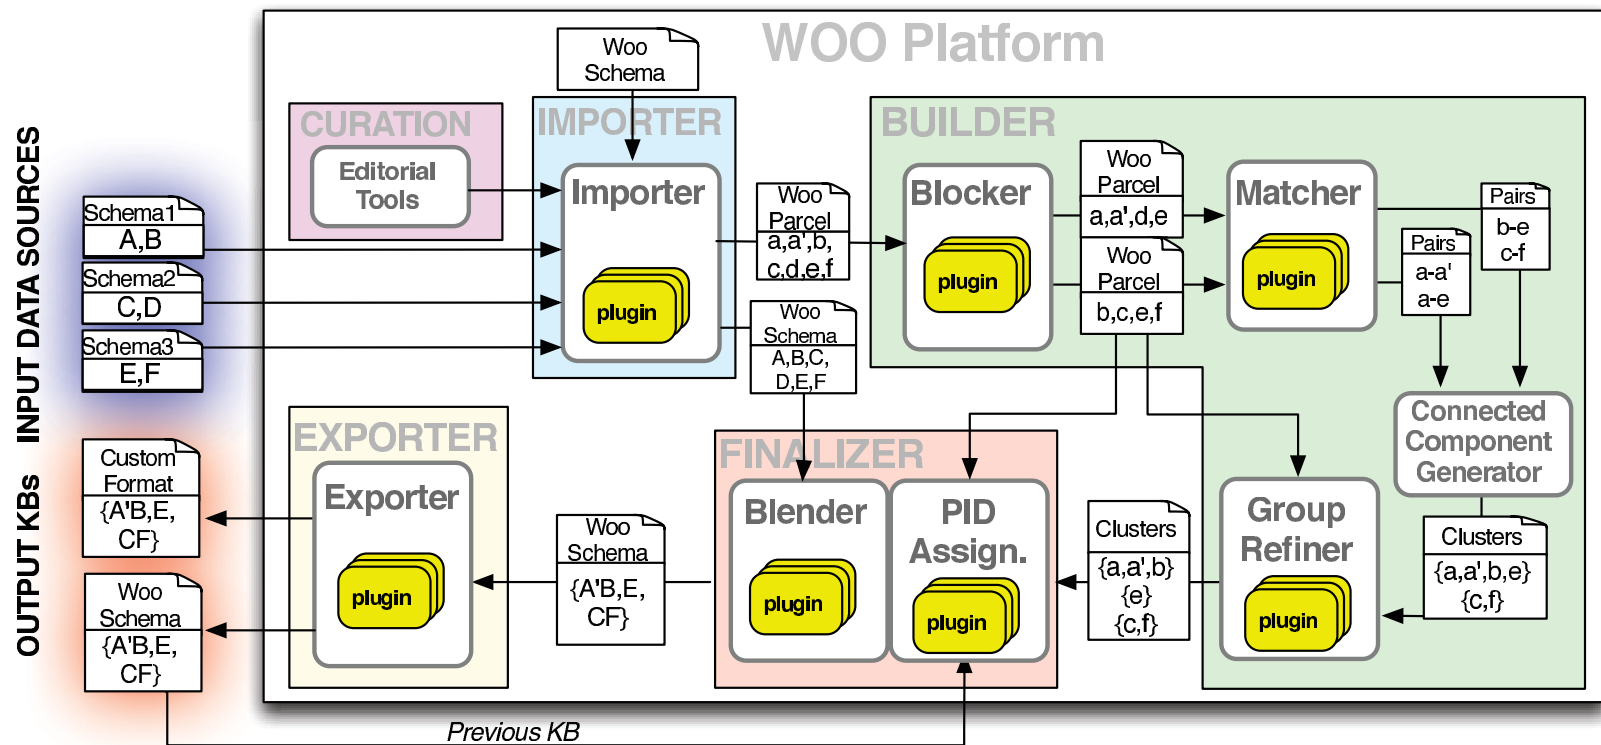 WOO Platform
INPUT DATA SOURCES
OUTPUT KBs
Woo
Schema
CURATION
Editorial
Tools
IMPORTER
Importer
plugin
Schema1
A,B
Schema2
C,D
Schema3
E,F
Woo
Parcel
a,a',b,
c,d,e,f
Woo
Schema
A,B,C,
D,E,F
BUILDER
Blocker
plugin
Woo
Parcel
a,a',d,e
Woo
Parcel
b,c,e,f
Matcher
plugin
Pairs
b-e
c-f
Pairs
a-a'
a-e
Connected
Component
Generator
Clusters
{a,a',b,e}
{c,f}
Group
Refiner
plugin
Clusters
{a,a',b}
{e}
{c,f}
FINALIZER
Blender
plugin
PID
Assign.
plugin
Woo
Schema
{A'B,E,
CF}
EXPORTER
Exporter
plugin
Custom
Format
{A'B,E,
CF}
Woo
Schema
{A'B,E,
CF}
Previous KB